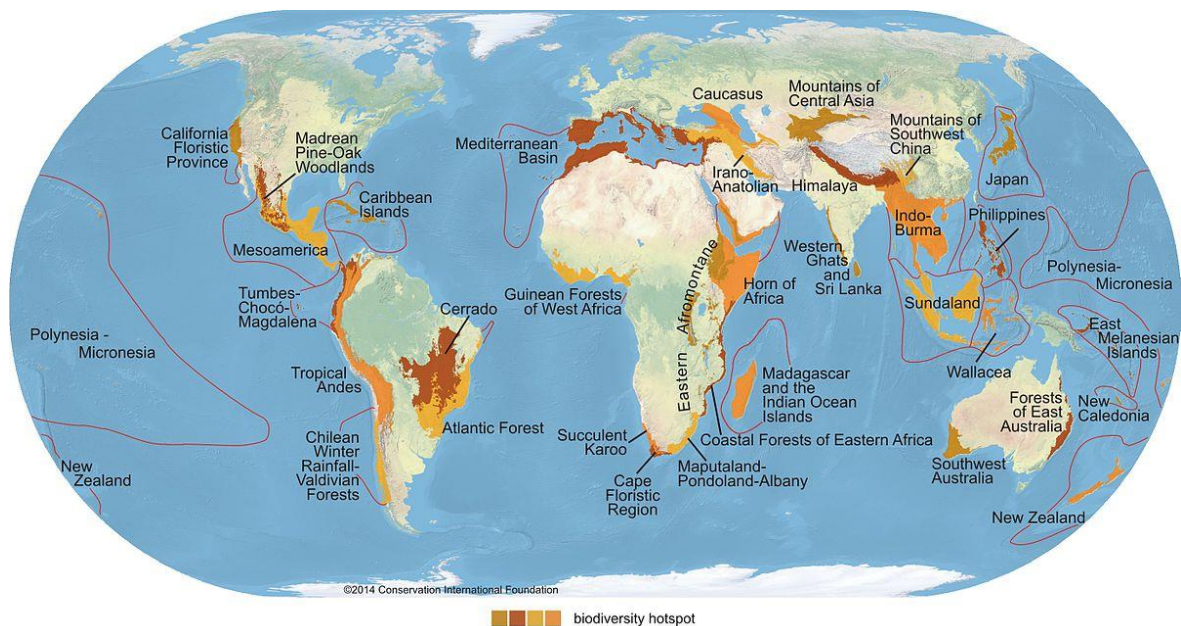 California
Floristic
Province
Madrean
Pine-Oak
Woodlands
Caribbean
Islands
Mesoamerica
Tumbes-
Chocó-
Magdalena
Cerrado
Polynesia -
Micronesia
Tropical
Andes
Atlantic Forest
Chilean
Winter
Rainfall-
Valdivian
Forests
New
Zealand
Mediterranean
Basin
Caucasus
Mountains of
Central Asia
Mountains of
Southwest
China
Irano-
Anatolian
Himalaya
Japan
Indo-
Burma
Philippines
Western
Ghats
and
Sri Lanka
Polynesia-
Micronesia
Guinean Forests
of West Africa
Eastern Afromontane
Horn of
Africa
Sundaland
East
Melanesian
Islands
Wallacea
Madagascar
and the
Indian Ocean
Islands
Forests
of East
Australia
New
Caledonia
Succulent
Karoo
Coastal Forests of Eastern Africa
Cape
Floristic
Region
Maputaland-
Pondoland-Albany
Southwest
Australia
New Zealand
©2014 Conservation International Foundation
biodiversity hotspot